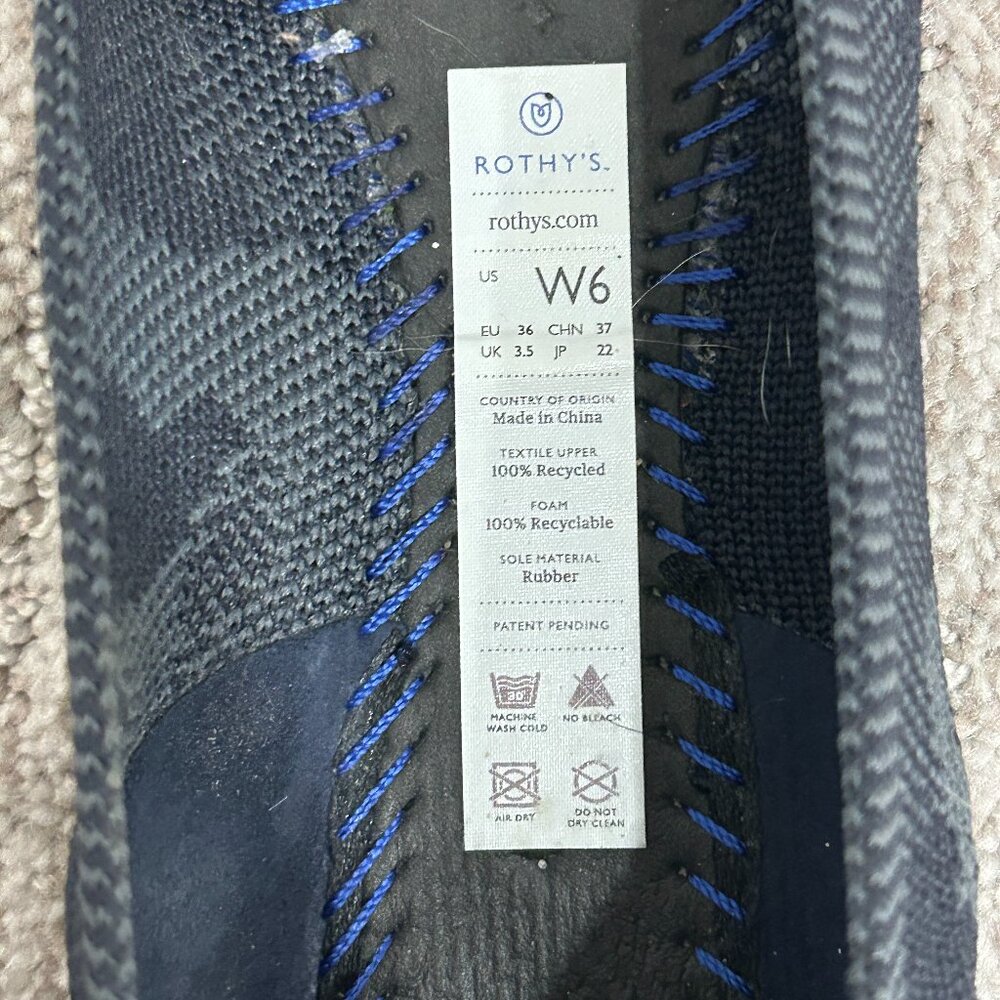 ROTHY'S™
rothys.com
US W6
EU 36 CHN 37
UK 3.5 JP 22
COUNTRY OF ORIGIN
Made in China
TEXTILE UPPER
100% Recycled
FOAM
100% Recyclable
SOLE MATERIAL
Rubber
PATENT PENDING
30°
MACHINE WASH COLD
NO BLEACH
AIR DRY
DO NOT DRY CLEAN